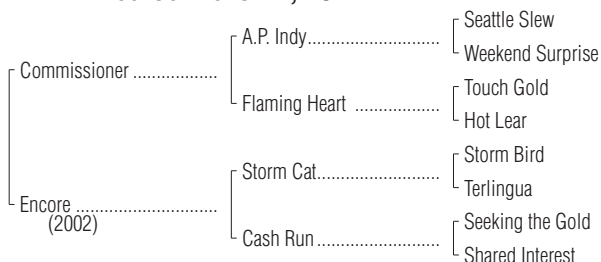 Seattle Slew
A.P. Indy
Weekend Surprise
Commissioner
Touch Gold
Flaming Heart
Hot Lear
Storm Bird
Storm Cat
Terlingua
Encore
(2002)
Seeking the Gold
Cash Run
Shared Interest